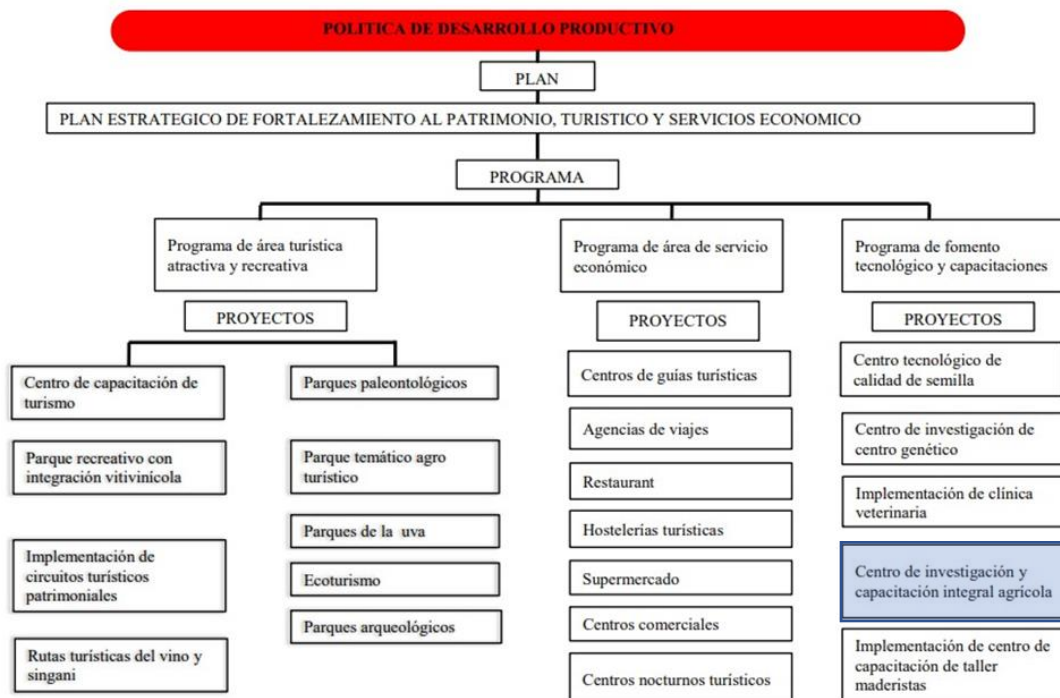 POLITICA DE DESARROLLO PRODUCTIVO
PLAN
PLAN ESTRATEGICO DE FORTALEZAMIENTO AL PATRIMONIO, TURISTICO Y SERVICIOS ECONOMICO
PROGRAMA
Programa de área turística
atractiva y recreativa
PROYECTOS
Centro de capacitación de
turismo
Parque recreativo con
integración vitivinícola
Implementación de
circuitos turísticos
patrimoniales
Rutas turísticas del vino y
singani
Parques paleontológicos
Parque temático agro
turístico
Parques de la uva
Ecoturismo
Parques arqueológicos
Programa de área de servicio
económico
PROYECTOS
Centros de guías turísticas
Agencias de viajes
Restaurant
Hostelerías turísticas
Supermercado
Centros comerciales
Centros nocturnos turísticos
Programa de fomento
tecnológico y capacitaciones
PROYECTOS
Centro tecnológico de
calidad de semilla
Centro de investigación de
centro genético
Implementación de clínica
veterinaria
Centro de investigación y
capacitación integral agrícola
Implementación de centro de
capacitación de taller
maderistas